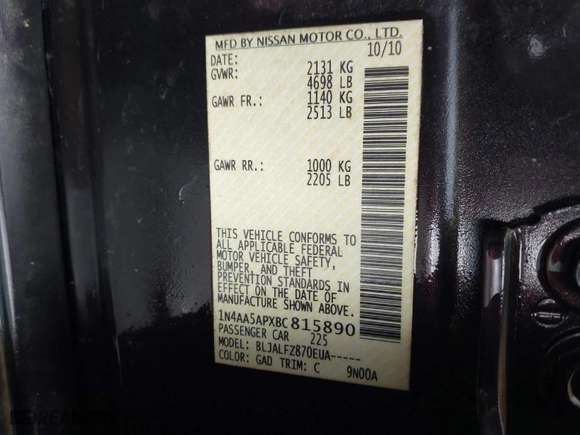 MFD BY NISSAN MOTOR CO., LTD.
DATE: 10/10
GVWR: 2131 KG
4698 LB
GAWR FR.: 1140 KG
2513 LB
GAWR RR.: 1000 KG
2205 LB
THIS VEHICLE CONFORMS TO
ALL APPLICABLE FEDERAL
MOTOR VEHICLE SAFETY,
BUMPER, AND THEFT
PREVENTION STANDARDS IN
EFFECT ON THE DATE OF
MANUFACTURE SHOWN ABOVE.
1N4AA5APXBC815890
PASSENGER CAR 225
MODEL: BLJALFZ870EUA-----
COLOR: GAD TRIM: C 9N00A